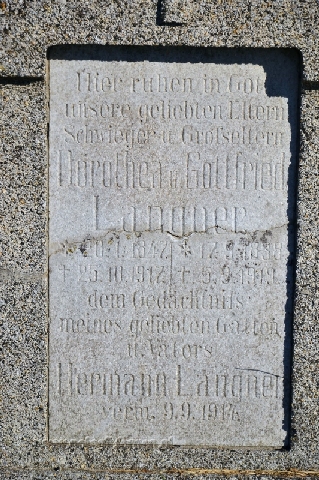 Hier ruhen in Gott
unsere geliebten Eltern
Schwieger u. Großeltern
Dorothea u. Gottfried
Langner
25.10.1912, † 5.9.
dem Gedächtnis
meines geliebten Gatten
u. Vaters
Hermann Langner
verm. 9.9.1914.